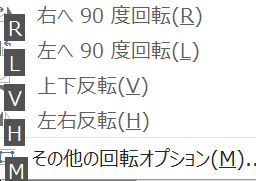 R 右へ 90 度回転(R)
L 左へ 90 度回転(L)
V 上下反転(V)
H 左右反転(H)
M その他の回転オプション(M)...